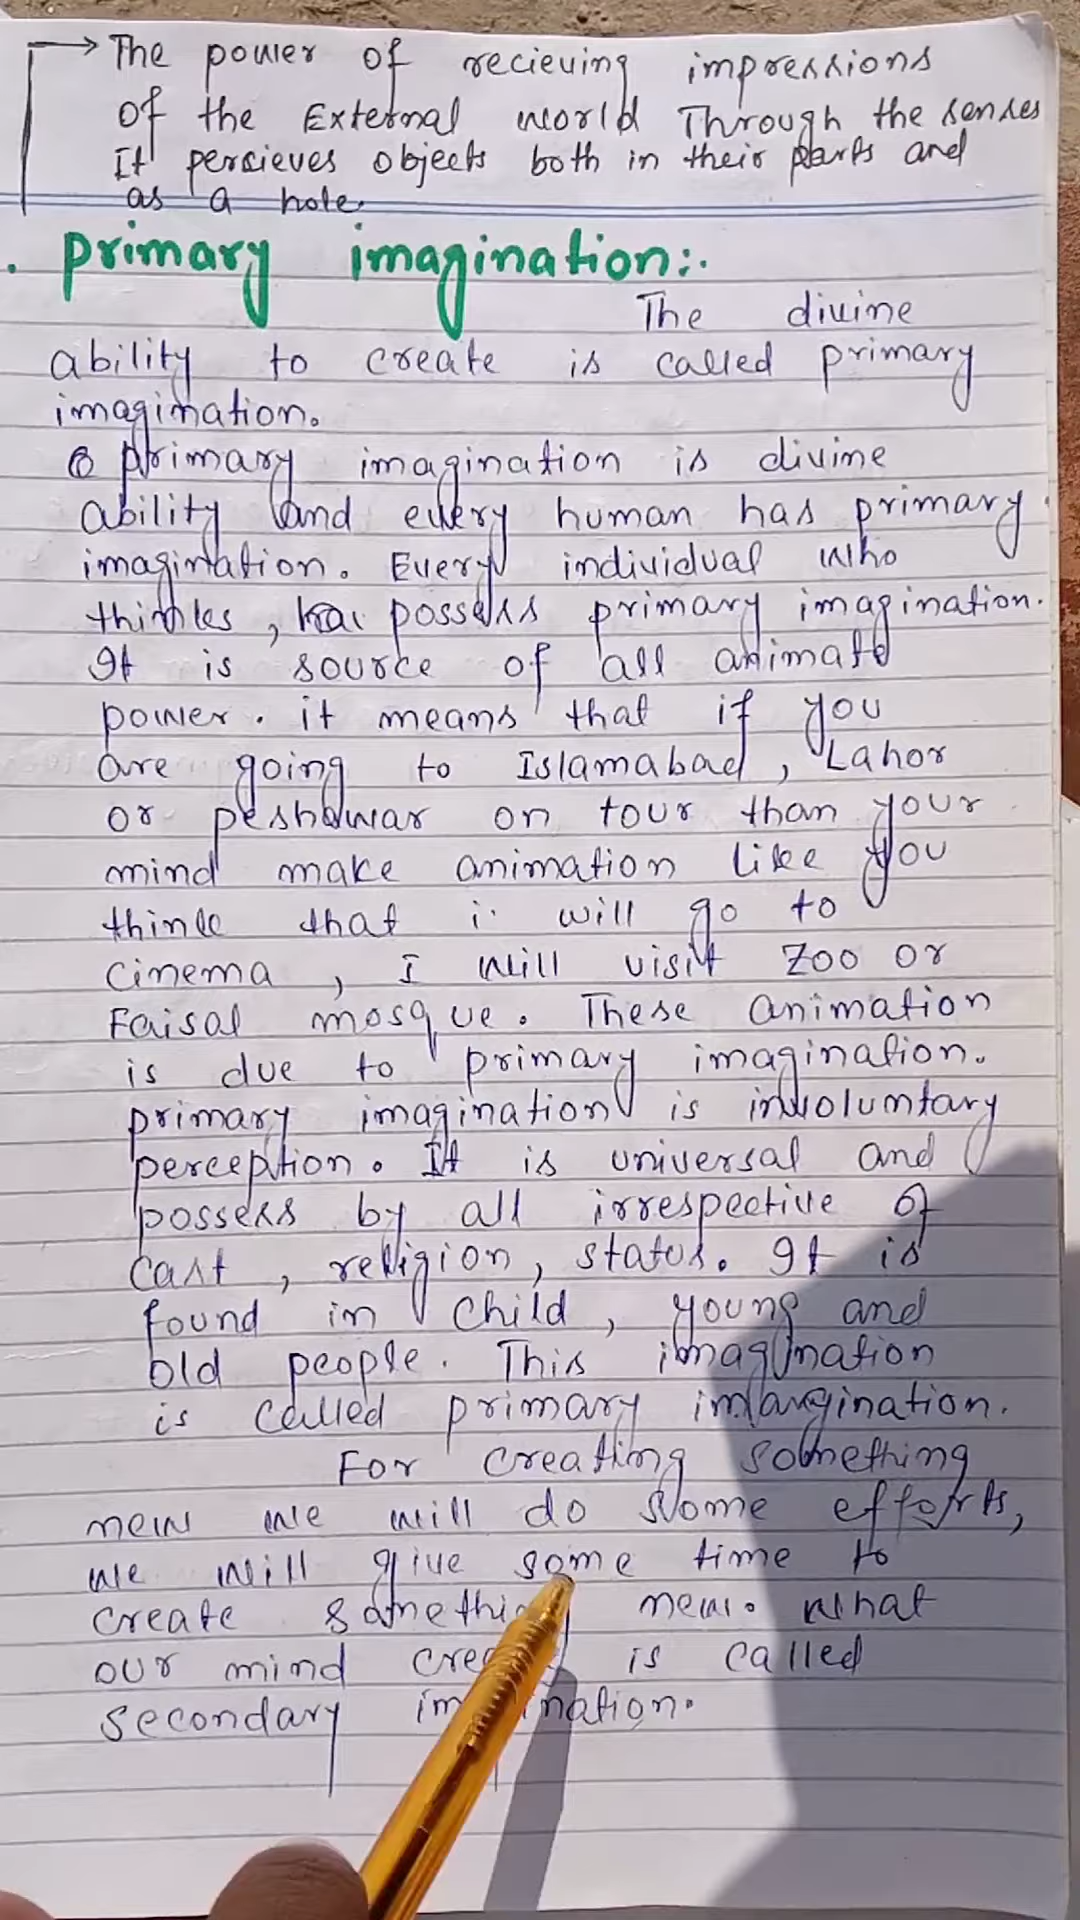 The power of recieving impressions
of the External world Through the senses
It percieves objects both in their parts and
as a hole.
primary imagination:.
The divine
ability to create is called primary
imagination.
primary imagination is divine
ability and every human has primary
imagination. Every individual who
thinks, possess primary imagination.
It is source of all animate
power. it means that if you
are going to Islamabad, Lahor
or peshawar on tour than your
mind make animation like you
think that i will go to
cinema, I will visit Zoo or
Faisal mosque. These animation
is due to primary imagination.
primary imagination is involuntary
perception. It is universal and
possess by all irrespective of
cast, religion, status. It is
found in child, young and
old people. This imagination
is called primary imagination.
For creating something
new we will do some efforts,
we will give some time to
create new. what
our mind is called
secondary